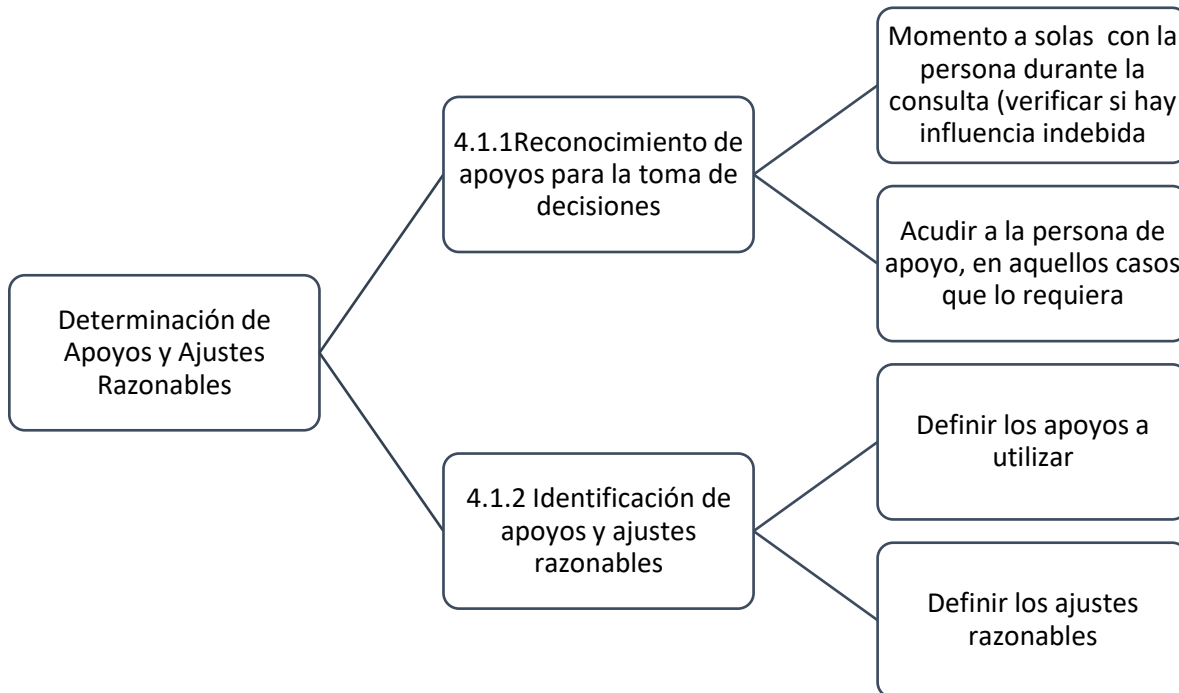 Momento a solas  con la
persona durante la
consulta (verificar si hay
influencia indebida
4.1.1Reconocimiento de
apoyos para la toma de
decisiones
Acudir a la persona de
apoyo, en aquellos casos
que lo requiera
Determinación de
Apoyos y Ajustes
Razonables
Definir los apoyos a
utilizar
4.1.2 Identificación de
apoyos y ajustes
razonables
Definir los ajustes
razonables